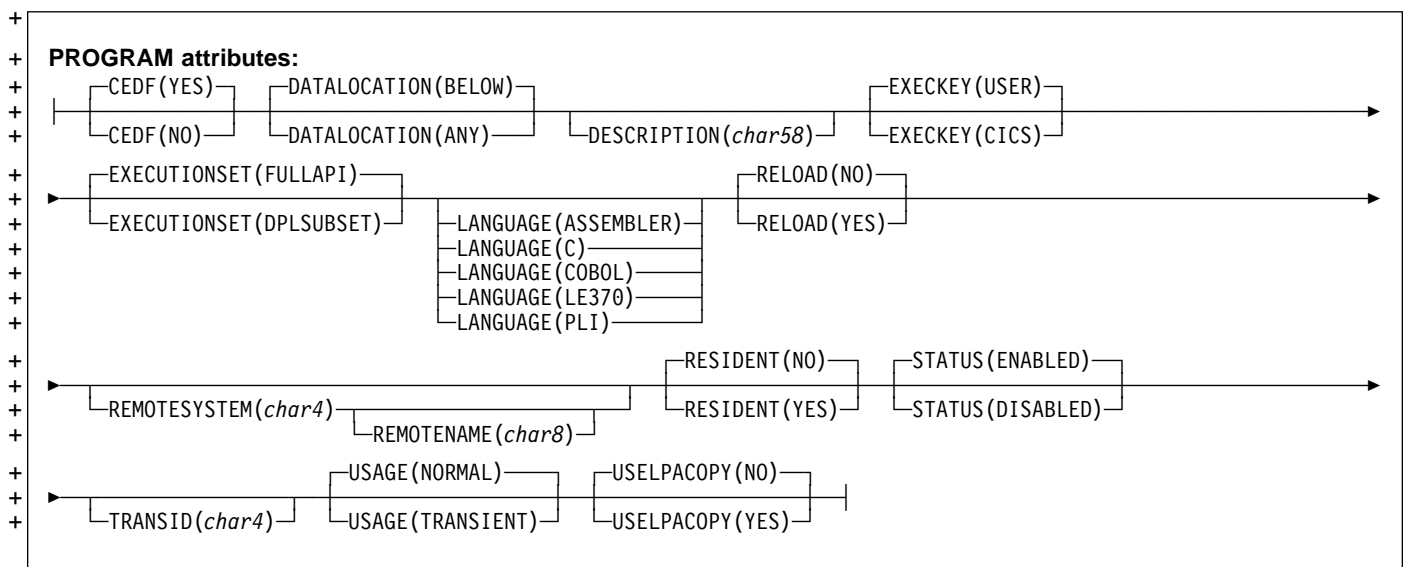 +
+ PROGRAM attributes:
+ CEDF(YES) DATALOCATION(BELOW) EXECKEY(USER)
+
+ CEDF(NO) DATALOCATION(ANY) DESCRIPTION(char58) EXECKEY(CICS)
+ EXECUTIONSET(FULLAPI) RELOAD(NO)
+
+ EXECUTIONSET(DPLSUBSET) LANGUAGE(ASSEMBLER) RELOAD(YES)
+ LANGUAGE(C)
+ LANGUAGE(COBOL)
+ LANGUAGE(LE370)
+ LANGUAGE(PLI)
+ RESIDENT(NO) STATUS(ENABLED)
+
+ REMOTESYSTEM(char4) RESIDENT(YES) STATUS(DISABLED)
+ REMOTENAME(char8)
+ USAGE(NORMAL) USELPACOPY(NO)
+
+ TRANSID(char4) USAGE(TRANSIENT) USELPACOPY(YES)